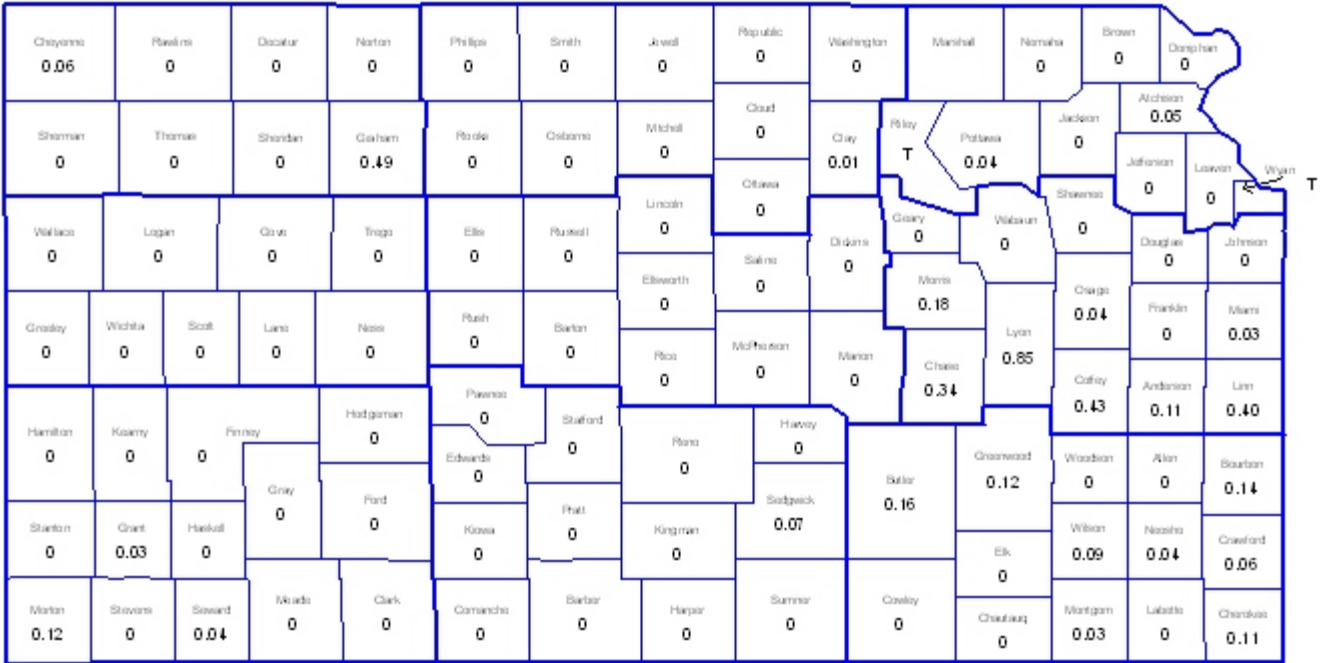 Cheyenne
0.06
Rawlins
0
Decatur
0
Norton
0
Phillips
0
Smith
0
Jewell
0
Republic
0
Washington
0
Marshall
0
Nemaha
0
Brown
0
Doniphan
0
Sherman
0
Thomas
0
Sheridan
0
Graham
0.49
Rooks
0
Osborne
0
Mitchell
0
Cloud
0
Clay
0.01
Riley
T
Pottawa
0.04
Jackson
0
Atchison
0.05
Jefferson
0
Leaven
0
Wyan
T
Wallace
0
Logan
0
Gove
0
Trego
0
Ellis
0
Russell
0
Lincoln
0
Ottawa
0
Dickins
0
Geary
0
Wabaun
0
Shawnee
0
Douglas
0
Johnson
0
Ellsworth
0
Saline
0
Morris
0.18
Osage
0.04
Franklin
0
Miami
0.03
Greeley
0
Wichita
0
Scott
0
Lane
0
Ness
0
Rush
0
Barton
0
Rice
0
McPherson
0
Marion
0
Chase
0.34
Lyon
0.85
Coffey
0.43
Anderson
0.11
Linn
0.40
Hamilton
0
Kearny
0
Finney
0
Hodgeman
0
Pawnee
0
Stafford
0
Reno
0
Harvey
0
Butler
0.16
Greenwood
0.12
Woodson
0
Allen
0
Bourbon
0.14
Edwards
0
Gray
0
Ford
0
Stanton
0
Grant
0.03
Haskell
0
Kiowa
0
Pratt
0
Kingman
0
Sedgwick
0.07
Elk
0
Wilson
0.09
Neosho
0.04
Crawford
0.06
Morton
0.12
Stevens
0
Seward
0.04
Meade
0
Clark
0
Comanche
0
Barber
0
Harper
0
Sumner
0
Cowley
0
Chautauq
0
Montgom
0.03
Labette
0
Cherokee
0.11